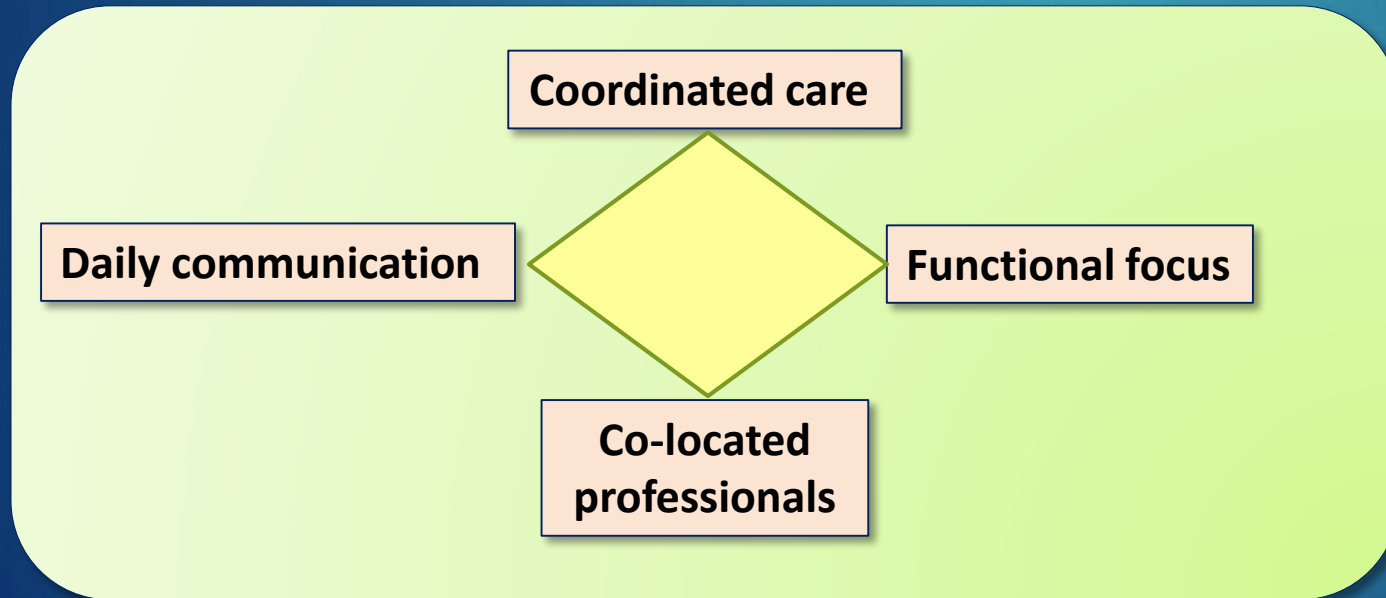 Coordinated care
Daily communication
Functional focus
Co-located
professionals